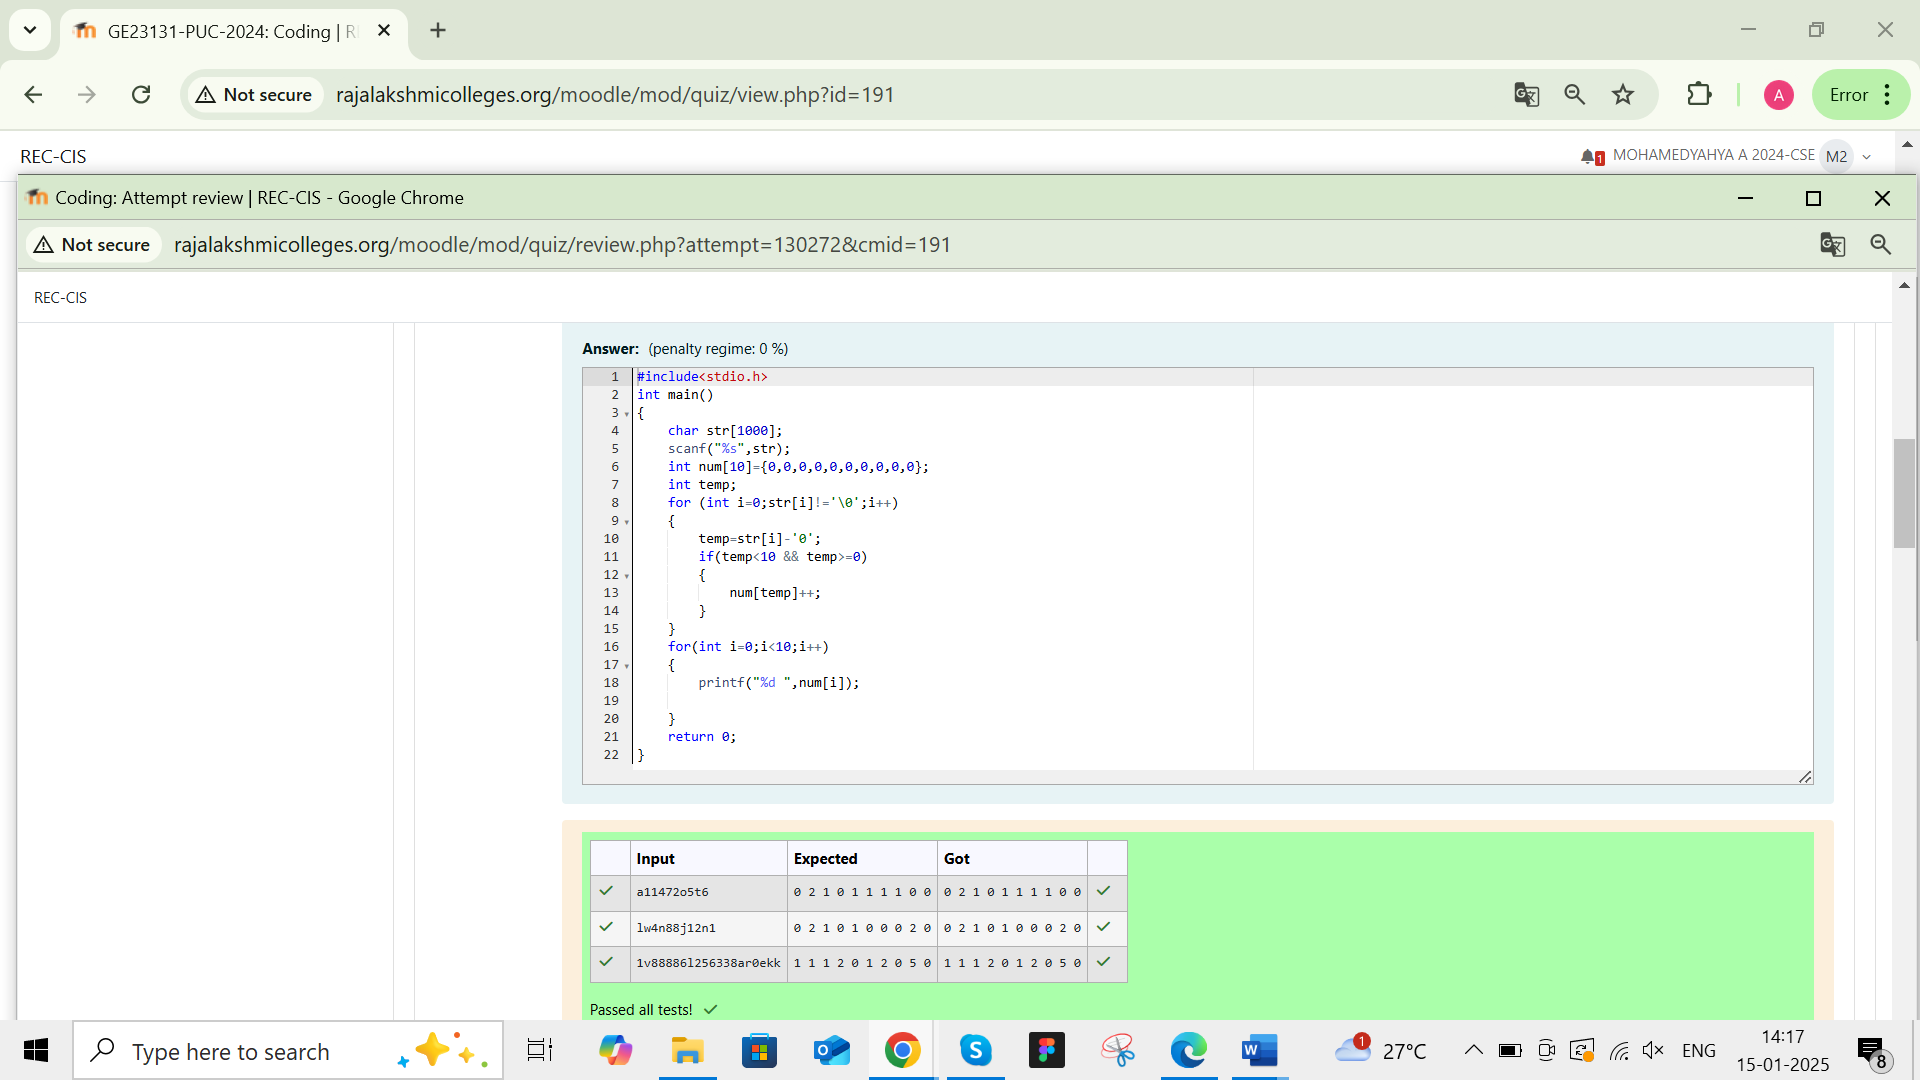 GE23131-PUC-2024: Coding | R
Not secure
rajalakshmicolleges.org/moodle/mod/quiz/view.php?id=191
A
Error
REC-CIS
1
MOHAMEDYAHYA A 2024-CSE
M2
Coding: Attempt review | REC-CIS - Google Chrome
Not secure
rajalakshmicolleges.org/moodle/mod/quiz/review.php?attempt=130272&cmid=191
REC-CIS
Answer: (penalty regime: 0 %)
1 #include<stdio.h>
2 int main()
3 {
4 char str[1000];
5 scanf("%s",str);
6 int num[10]={0,0,0,0,0,0,0,0,0,0};
7 int temp;
8 for (int i=0;str[i]!='\0';i++)
9 {
10 temp=str[i]-'0';
11 if(temp<10 && temp>=0)
12 {
13 num[temp]++;
14 }
15 }
16 for(int i=0;i<10;i++)
17 {
18 printf("%d ",num[i]);
19
20 }
21 return 0;
22 }
Input Expected Got
a11472o5t6 0 2 1 0 1 1 1 1 0 0 0 2 1 0 1 1 1 1 0 0
lw4n88j12n1 0 2 1 0 1 0 0 0 2 0 0 2 1 0 1 0 0 0 2 0
1v88886l256338ar0ekk 1 1 1 2 0 1 2 0 5 0 1 1 1 2 0 1 2 0 5 0
Passed all tests!
Type here to search
1
27°C
ENG
14:17
15-01-2025
8